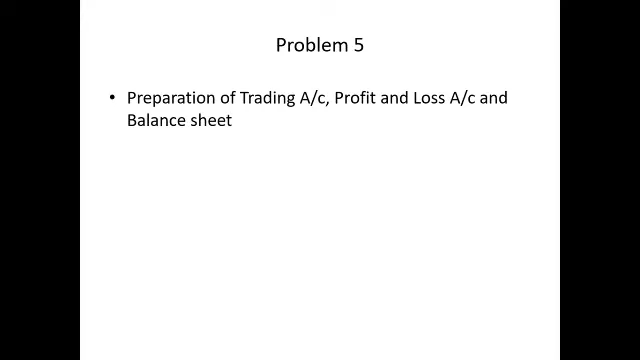 Problem 5
• Preparation of Trading A/c, Profit and Loss A/c and
Balance sheet